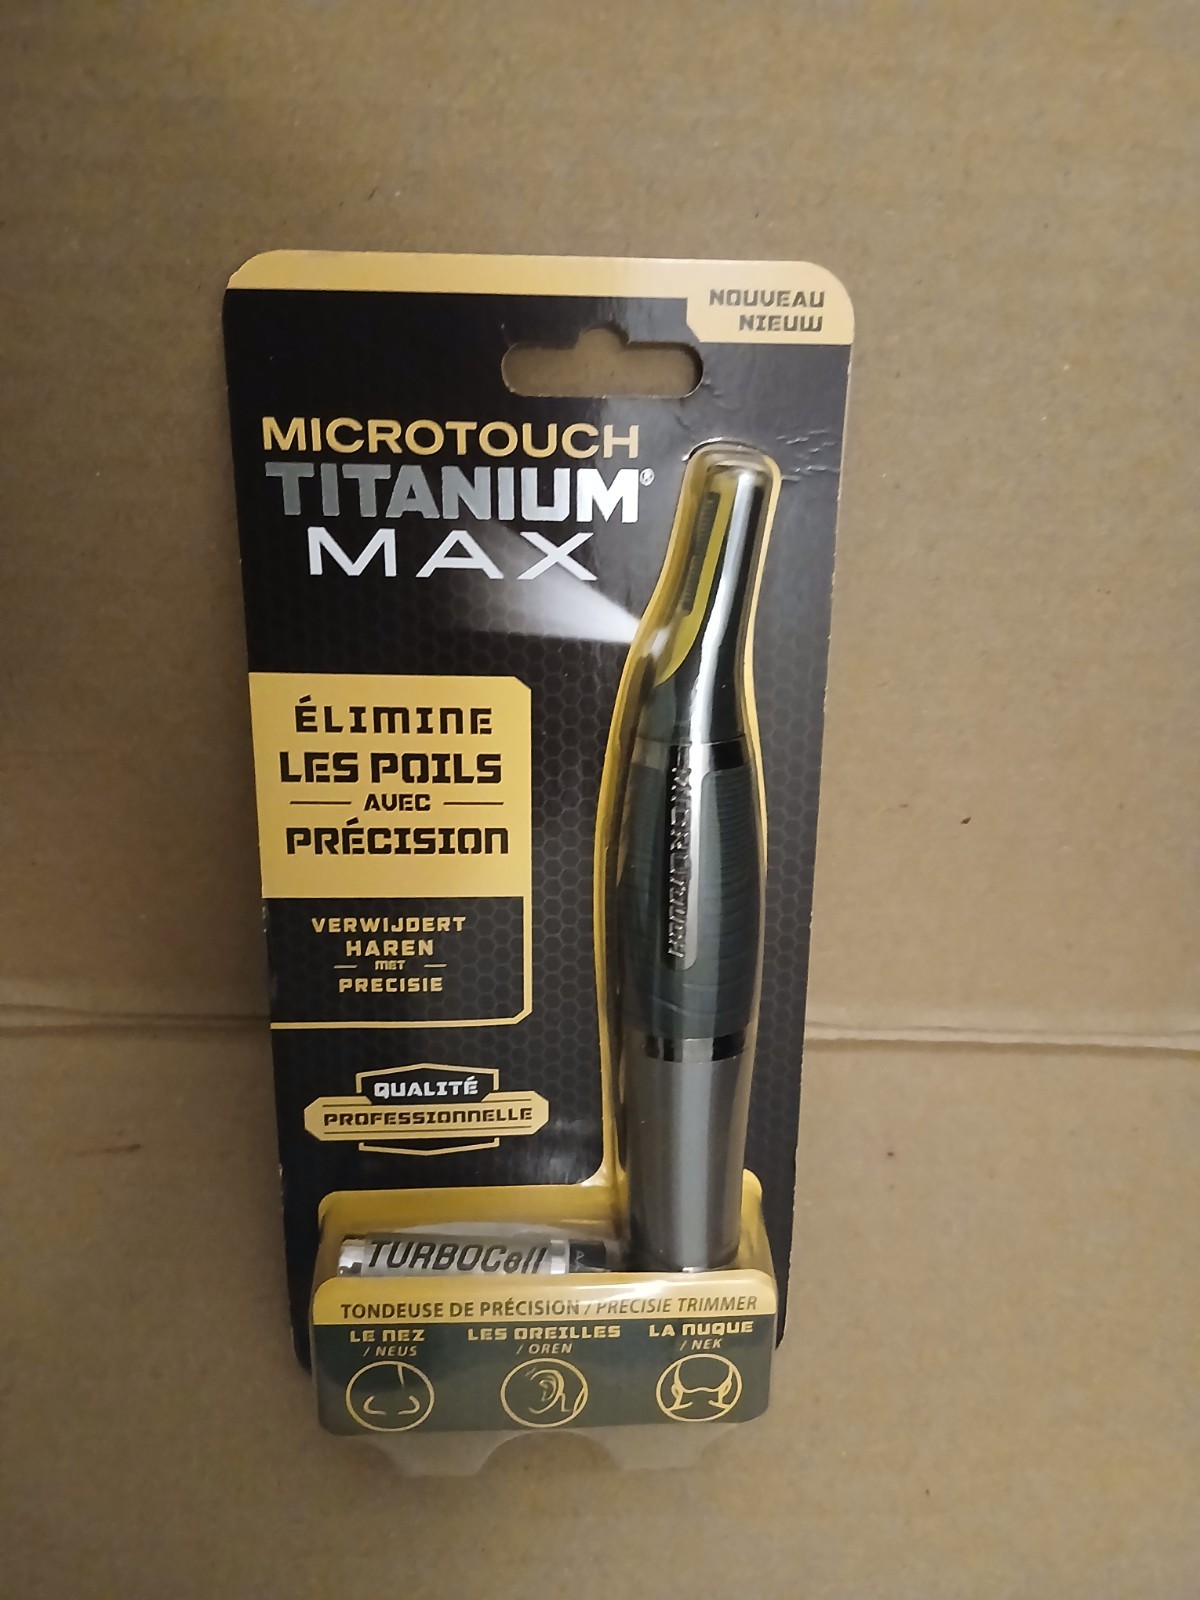 NOUVEAU
NIEUW
MICROTOUCH
TITANIUM®
MAX
ÉLIMINE
LES POILS
AVEC
PRÉCISION
VERWIJDERT
HAREN
MET
PRECISIE
QUALITÉ
PROFESSIONNELLE
MICROTOUCH
TURBOCell
TONDEUSE DE PRÉCISION / PRECISIE TRIMMER
LE NEZ
/ NEUS
LES OREILLES
/ OREN
LA NUQUE
/ NEK